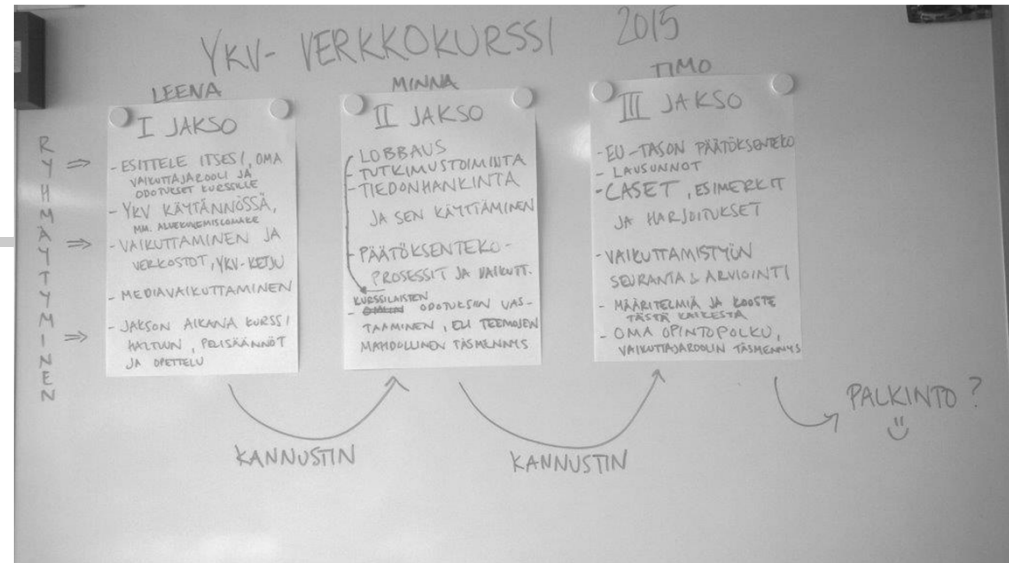 YKV- VERKKOKURSSI 2015
RYHMÄYTYMINEN
LEENA
I JAKSO
- ESITTELE ITSESI, OMA
VAIKUTTAJAROOLI JA
ODOTUKSET KURSSILLE
- YKV KÄYTÄNNÖSSÄ,
MM.
- VAIKUTTAMINEN JA
VERKOSTOT, YKV-KETJU
- MEDIAVAIKUTTAMINEN
- JAKSON AIKANA KURSSI
HALTUUN, PELISÄÄNNÖT
JA OPETTELU
MINNA
II JAKSO
LOBBAUS
- TUTKIMUSTOIMINTA
- TIEDONHANKINTA
JA SEN KÄYTTÄMINEN
- PÄÄTÖKSENTEKO-
PROSESSIT JA VAIKUTT.
KURSSILAISTEN
- ODOTUKSIIN VAS-
TAAMINEN, ELI TEEMOJEN
MAHDOLLINEN TÄSMENNYS
TIMO
III JAKSO
- EU-TASON PÄÄTÖKSENTEKO
- LAUSUNNOT
- CASET, ESIMERKIT
JA HARJOITUKSET
- VAIKUTTAMISTYÖN
SEURANTA & ARVIOINTI
- MÄÄRITELMIÄ JA KOOSTE
TÄSTÄ KAIKESTA
- OMA OPINTOPOLKU,
VAIKUTTAJAROOLIN TÄSMENNYS
KANNUSTIN
KANNUSTIN
PALKINTO?